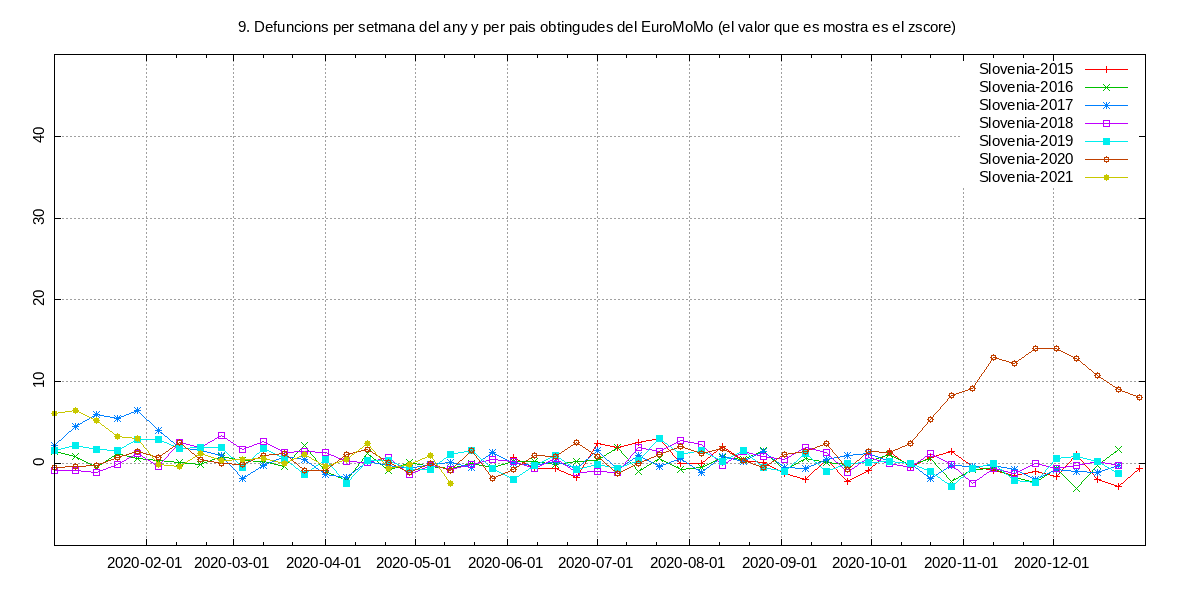 9. Defuncions per setmana del any y per pais obtingudes del EuroMoMo (el valor que es mostra es el zscore)
Slovenia-2015
Slovenia-2016
Slovenia-2017
Slovenia-2018
Slovenia-2019
Slovenia-2020
Slovenia-2021
40
30
20
10
0
2020-02-01 2020-03-01 2020-04-01 2020-05-01 2020-06-01 2020-07-01 2020-08-01 2020-09-01 2020-10-01 2020-11-01 2020-12-01